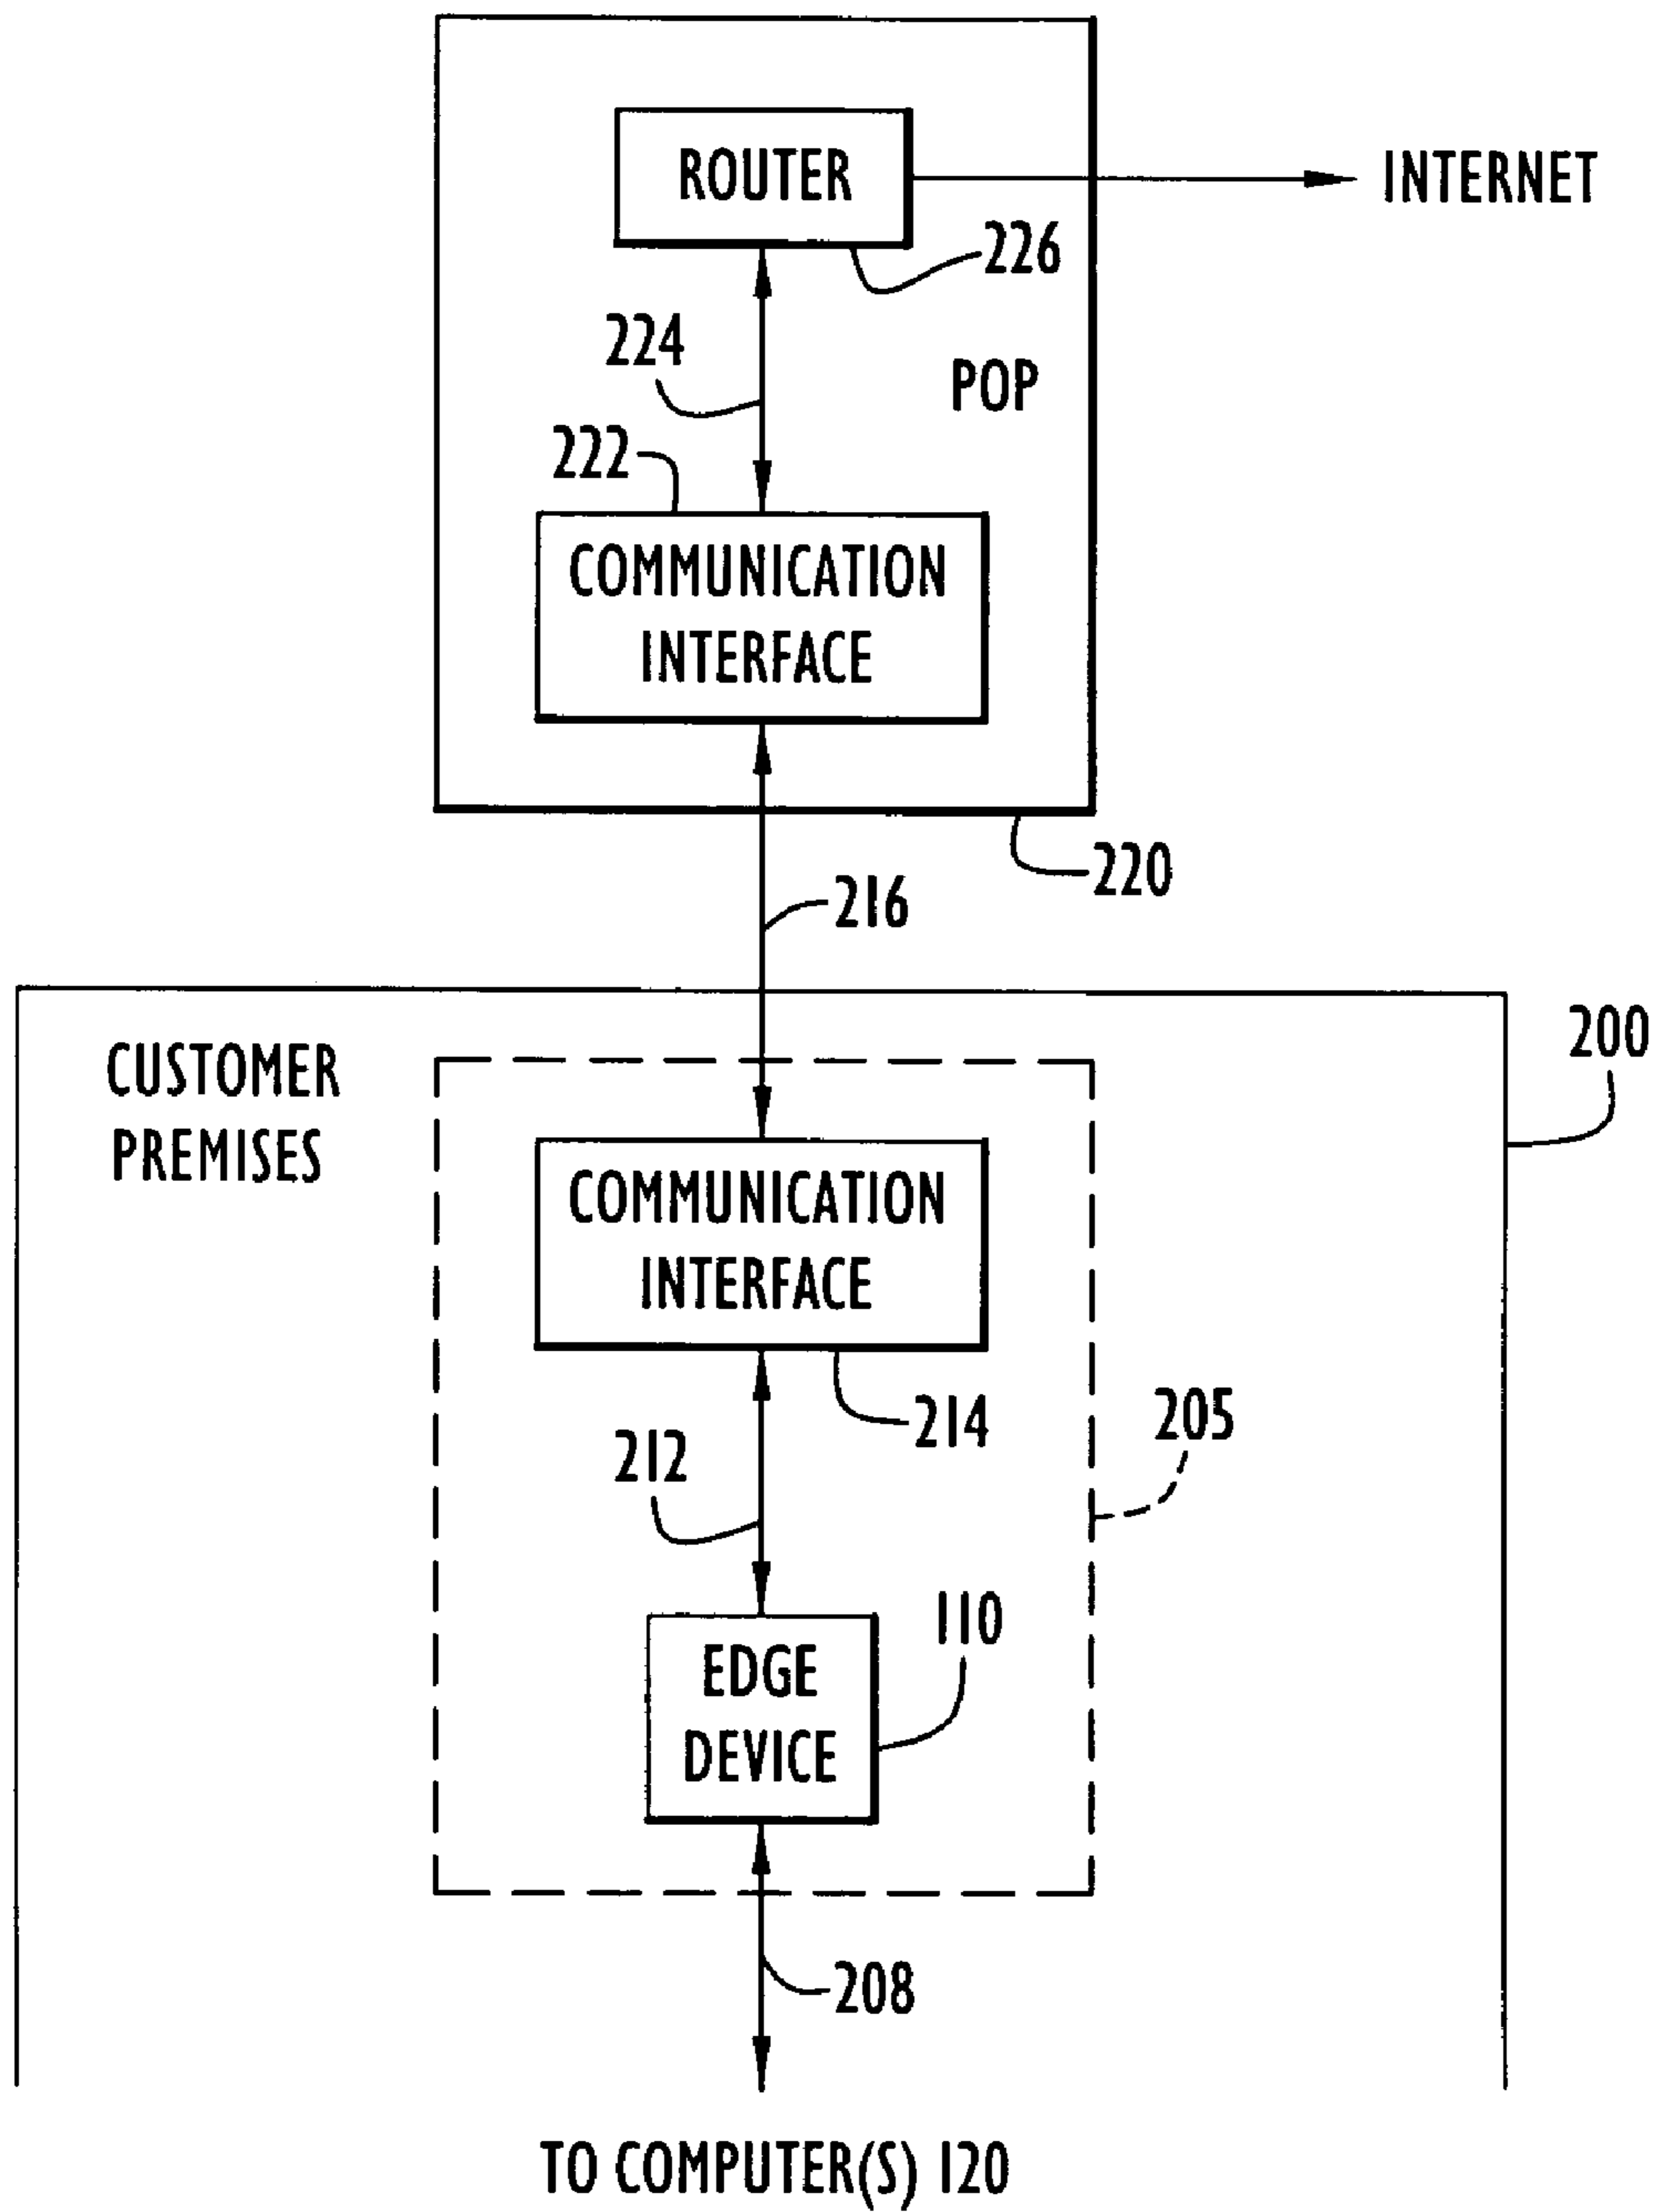 ROUTER
INTERNET
226
224
POP
222
COMMUNICATION
INTERFACE
220
216
200
CUSTOMER
PREMISES
COMMUNICATION
INTERFACE
205
214
212
110
EDGE
DEVICE
208
TO COMPUTER(S) 120